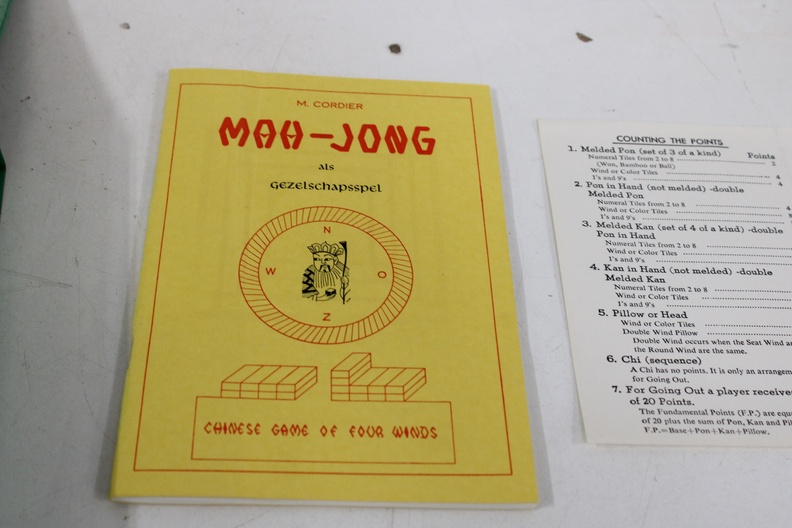 M. CORDIER
MAH-JONG
als
Gezelschapsspel
N
W
O
Z
CHINESE GAME OF FOUR WINDS
COUNTING THE POINTS
1. Melded Pon (set of 3 of a kind) Points
Numeral Tiles from 2 to 8 2
(Wan, Bamboo or Ball)
Wind or Color Tiles 4
1's and 9's 4
2. Pon in Hand (not melded) -double
Melded Pon
Numeral Tiles from 2 to 8 4
Wind or Color Tiles 8
1's and 9's
3. Melded Kan (set of 4 of a kind) -double
Pon in Hand
Numeral Tiles from 2 to 8
Wind or Color Tiles
1's and 9's
4. Kan in Hand (not melded) -double
Melded Kan
Numeral Tiles from 2 to 8
Wind or Color Tiles
1's and 9's
5. Pillow or Head
Wind or Color Tiles
Double Wind Pillow
Double Wind occurs when the Seat Wind
the Round Wind are the same.
6. Chi (sequence)
A Chi has no points. It is only an
for Going Out.
7. For Going Out a player
of 20 Points.
The Fundamental Points (F.P.) are
of 20 plus the sum of Pon, Kan and
F.P.=Base+Pon+Kan+Pillow.